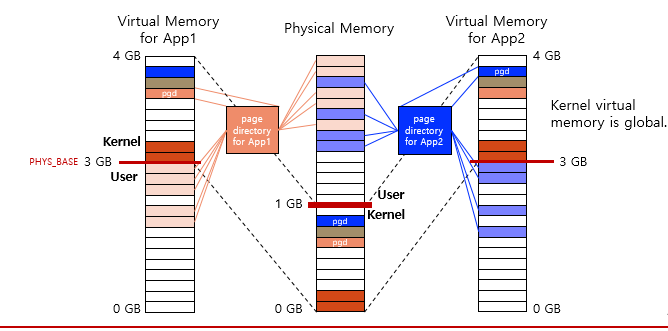 Virtual Memory
for App1
Physical Memory
Virtual Memory
for App2
4 GB
4 GB
pgd
pgd
page
directory
for App1
page
directory
for App2
Kernel virtual
memory is global.
Kernel
PHYS_BASE 3 GB
3 GB
User
1 GB
User
Kernel
pgd
pgd
0 GB
0 GB
0 GB